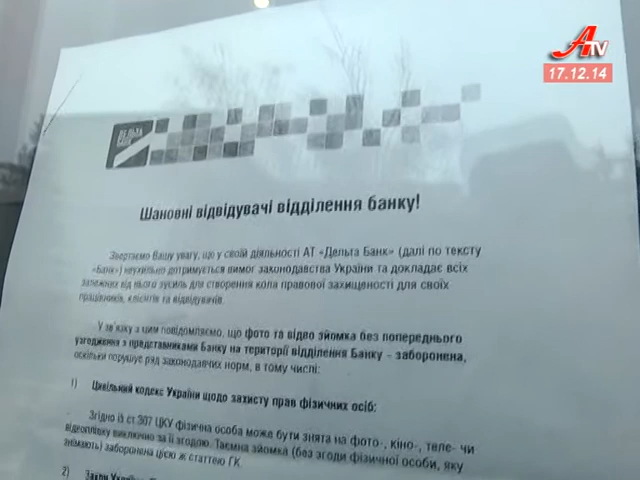 ATV
17.12.14
ДЕЛЬТА
БАНК
Шановні відвідувачі відділення банку!
Звертаємо Вашу увагу, що у своїй діяльності АТ «Дельта Банк» (далі по тексту
«Банк») неухильно дотримується вимог законодавства України та докладає всіх
залежних від нього зусиль для створення кола правової захищеності для своїх
працівників, клієнтів та відвідувачів.
У зв'язку з цим повідомляємо, що фото та відео зйомка без попереднього
узгодження з представниками Банку на території відділення Банку - заборонена,
оскільки порушує ряд законодавчих норм, в тому числі:
1) Цивільний кодекс України щодо захисту прав фізичних осіб:
Згідно із ст.307 ЦКУ фізична особа може бути знята на фото-, кіно-, теле- чи
відеоплівку виключно за її згодою. Таємна зйомка (без згоди фізичної особи, яку
знімають) заборонена цією ж статтею ГК.
2) Закон